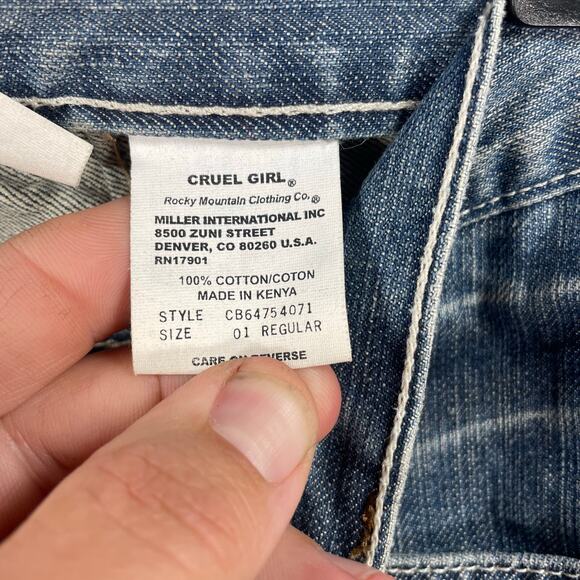 CRUEL GIRL®
Rocky Mountain Clothing Co.®
MILLER INTERNATIONAL INC
8500 ZUNI STREET
DENVER, CO 80260 U.S.A.
RN17901
100% COTTON/COTON
MADE IN KENYA
STYLE CB64754071
SIZE 01 REGULAR
CARE ON REVERSE